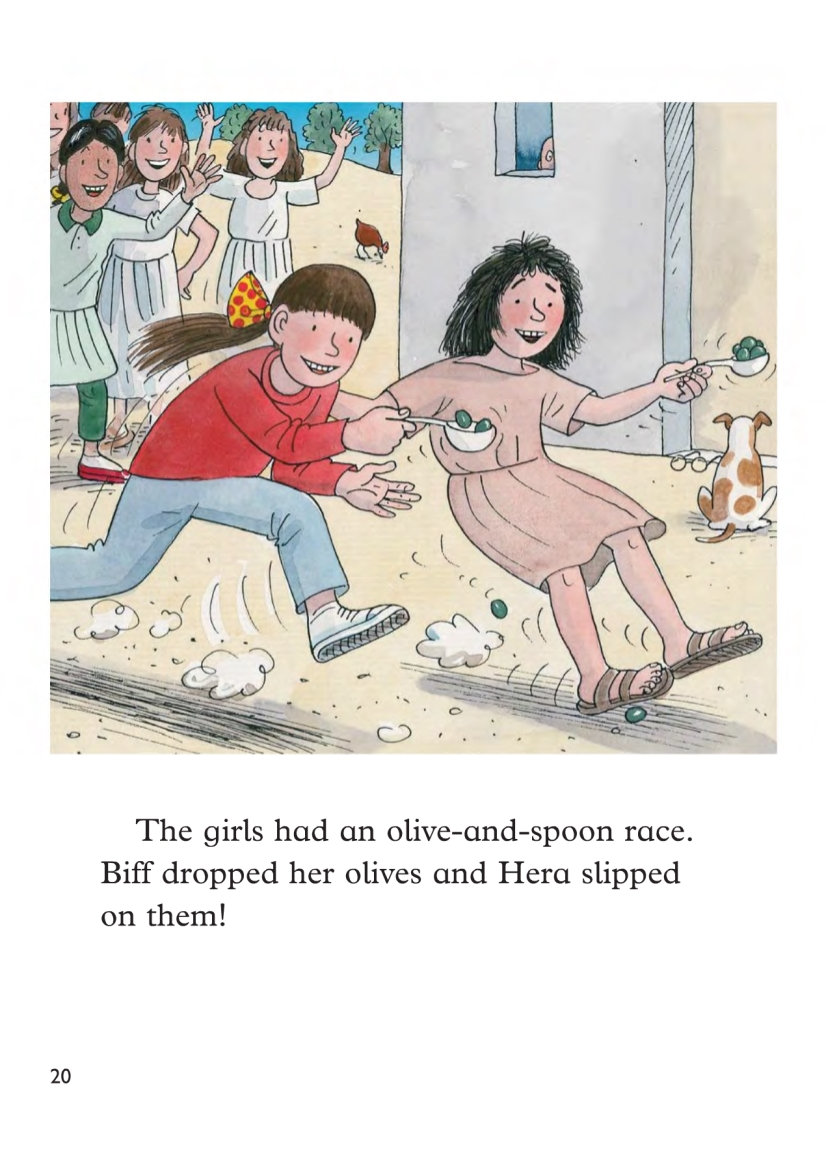 The girls had an olive-and-spoon race.
Biff dropped her olives and Hera slipped
on them!
20